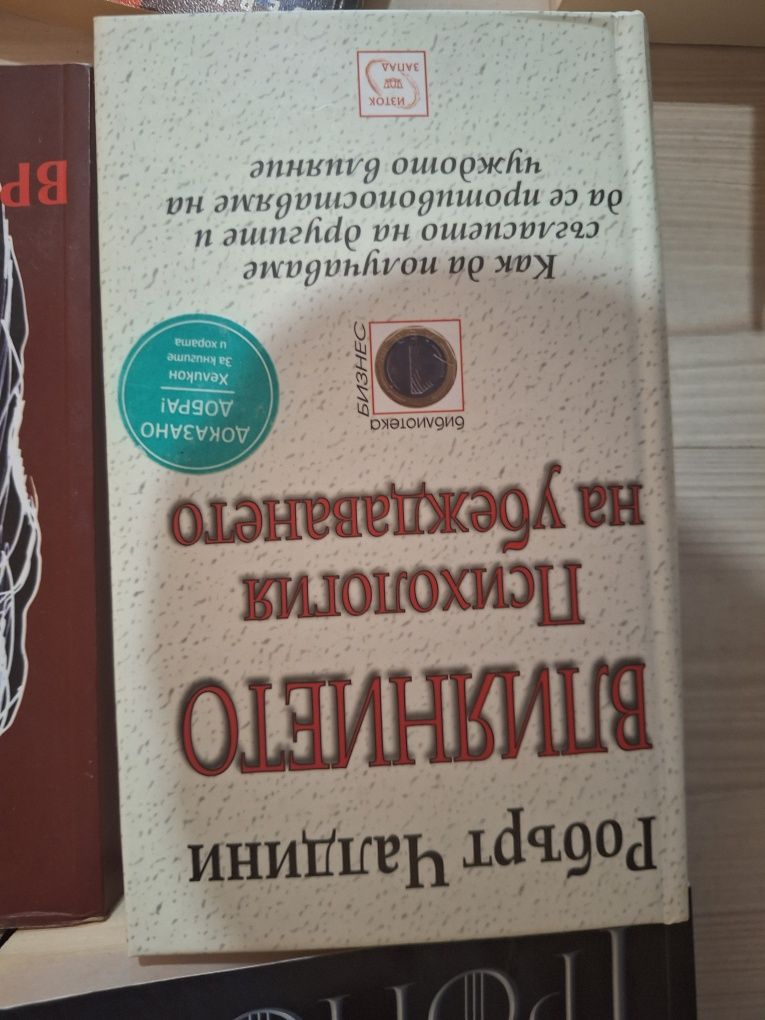 Робърт Чалдини
ВЛИЯНИЕТО
Психология
на убеждаването
библиотека
БИЗНЕС
ДОКАЗАНО
ДОБРА!
Хеликон
За книгите
и хората
Как да получаваме
съгласието на другите и
да се противопоставяме на
чуждото влияние
ИЗТОК
ЗАПАД